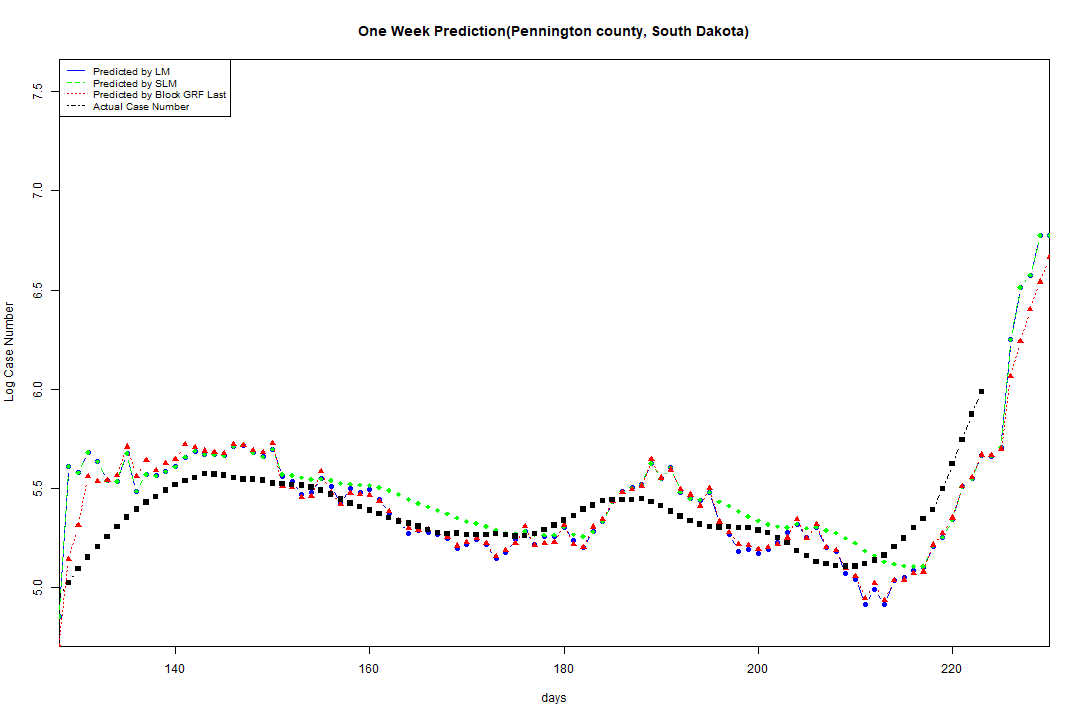 One Week Prediction(Pennington county, South Dakota)
Predicted by LM
Predicted by SLM
Predicted by Block GRF Last
Actual Case Number
7.5
7.0
6.5
6.0
5.5
5.0
Log Case Number
140 160 180 200 220
days